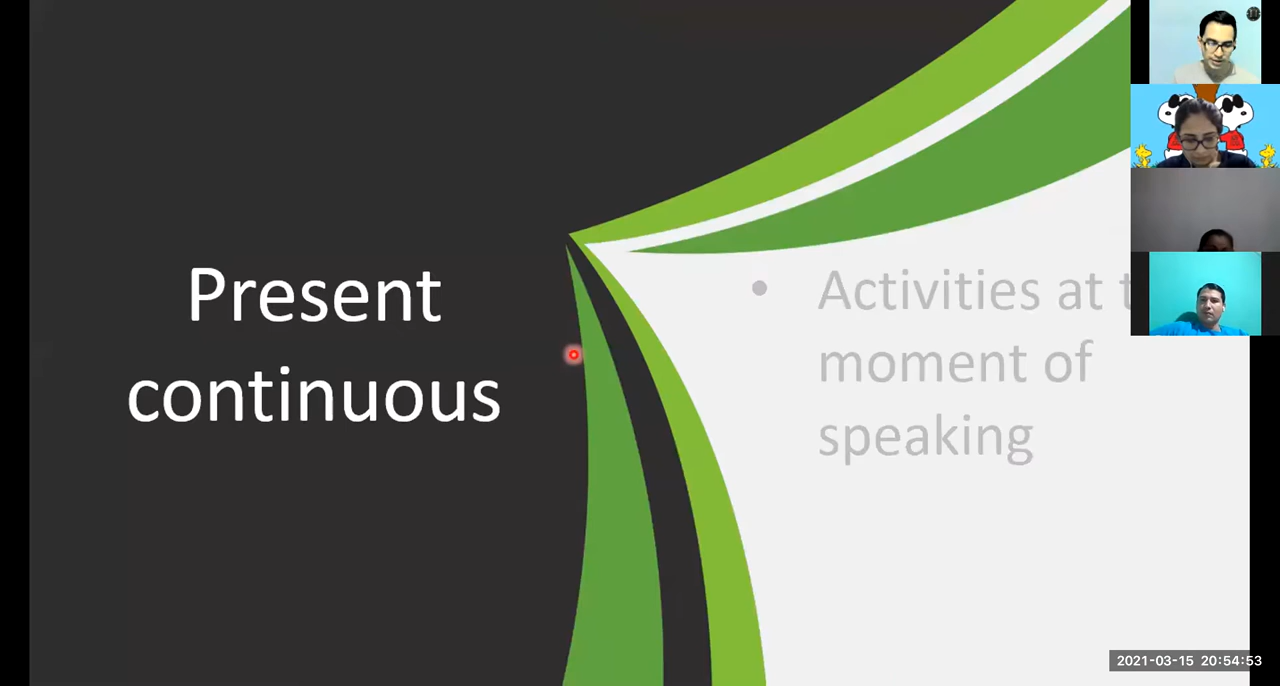 Present
continuous
• Activities at t
moment of
speaking
2021-03-15 20:54:53